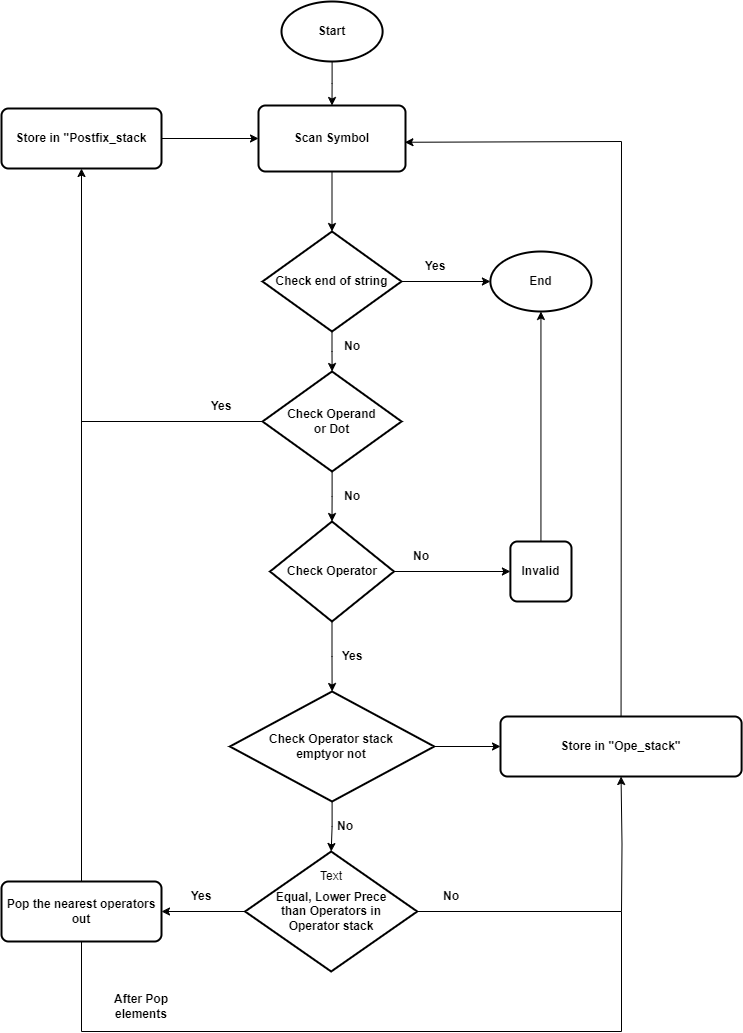 Start
Store in "Postfix_stack
Scan Symbol
Check end of string
Yes
End
No
Yes
Check Operand
or Dot
No
Check Operator
No
Invalid
Yes
Check Operator stack
emptyor not
Store in "Ope_stack"
No
Text
Equal, Lower Prece
than Operators in
Operator stack
Yes
No
Pop the nearest operators
out
After Pop
elements